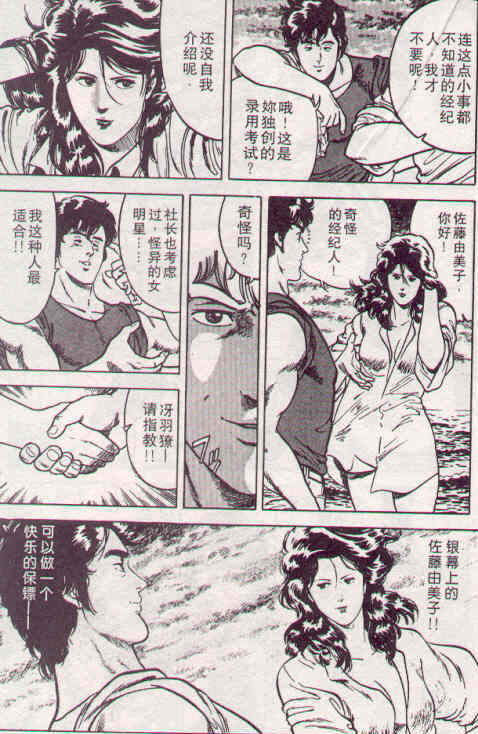 连这点小事都
不知道的经纪
人，我才
不要呢！
哦！这是
妳独创的
录用考试？
还没自我
介绍呢．
佐藤由美子．
你好！
奇怪
的经纪人！
奇怪吗？
社长也考虑
过，怪异的女
明星……
我这种人最
适合!!
冴羽獠—
请指教!!
银幕上的
佐藤由美子!!
可以做一个
快乐的保镖——